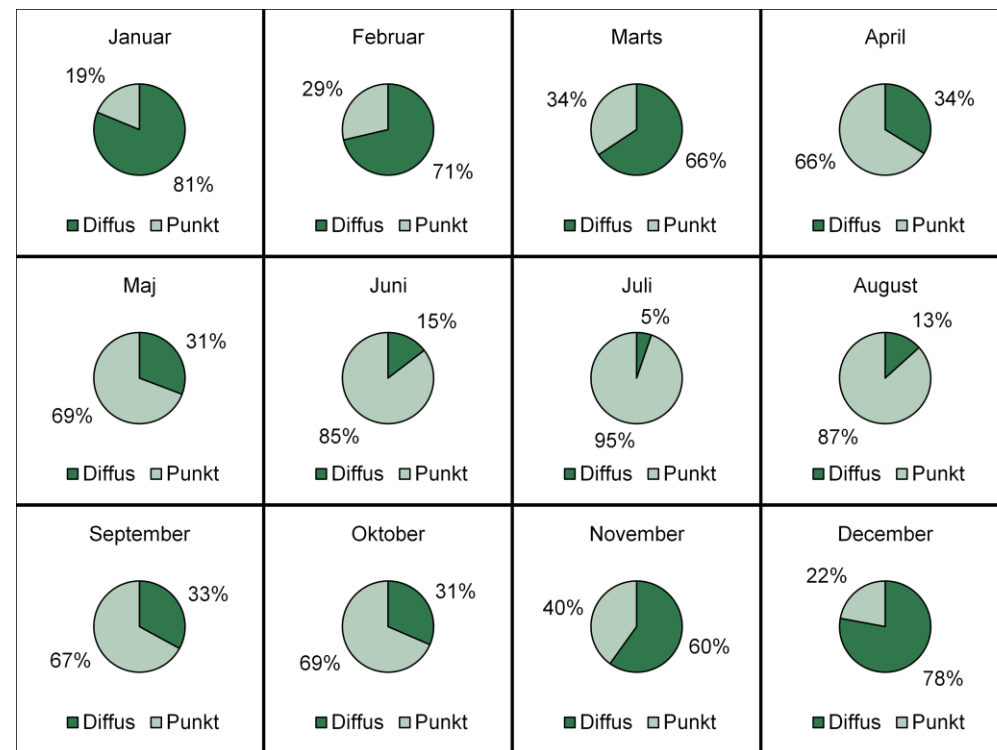 Januar
19%
81%
Diffus Punkt
Februar
29%
71%
Diffus Punkt
Marts
34%
66%
Diffus Punkt
April
34%
66%
Diffus Punkt
Maj
31%
69%
Diffus Punkt
Juni
15%
85%
Diffus Punkt
Juli
5%
95%
Diffus Punkt
August
13%
87%
Diffus Punkt
September
33%
67%
Diffus Punkt
Oktober
31%
69%
Diffus Punkt
November
40%
60%
Diffus Punkt
December
22%
78%
Diffus Punkt